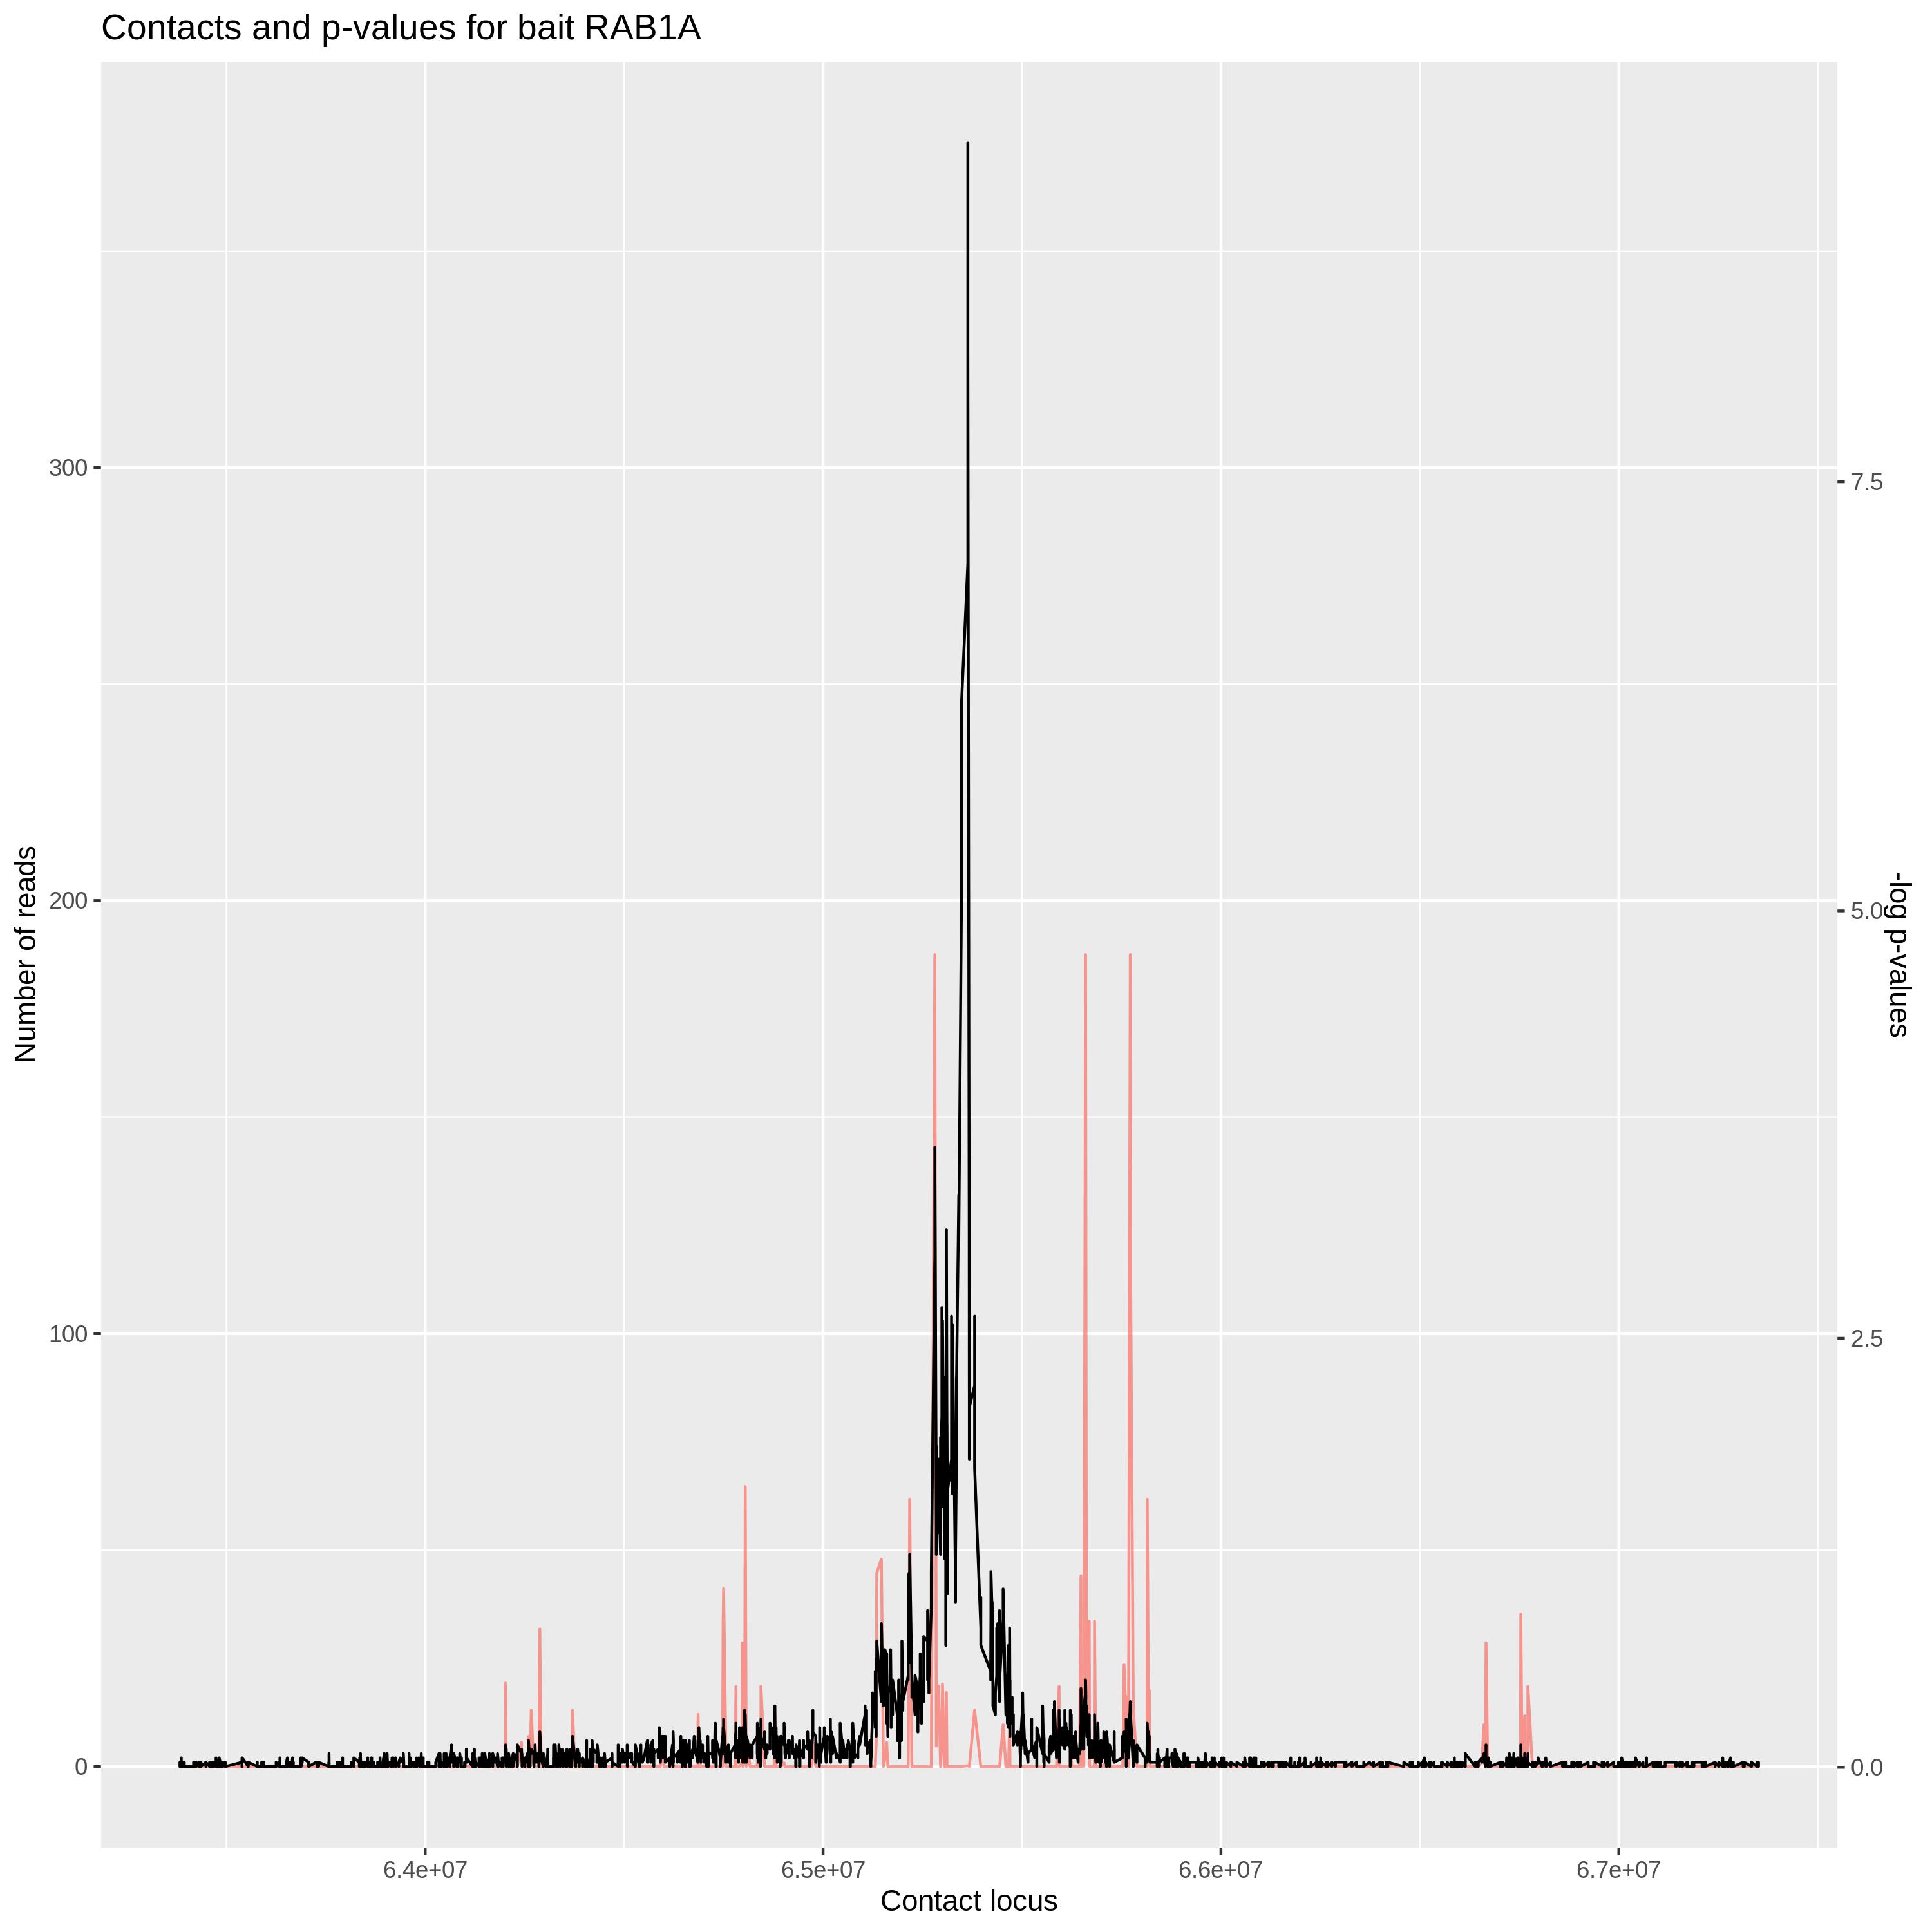 Contacts and p-values for bait RAB1A
Number of reads
300
200
100
0
7.5
5.0
2.5
0.0
-log p-values
6.4e+07 6.5e+07 6.6e+07 6.7e+07
Contact locus